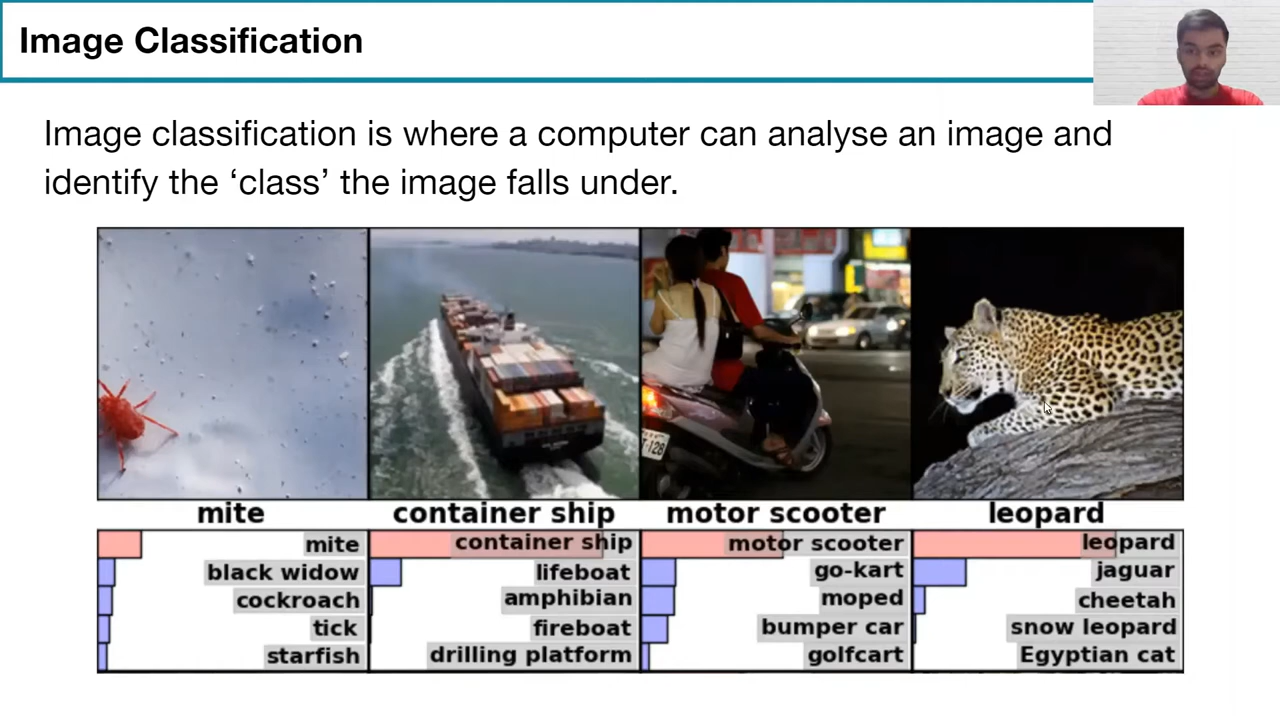 Image Classification
Image classification is where a computer can analyse an image and
identify the ‘class’ the image falls under.
mite
container ship
motor scooter
leopard
mite
black widow
cockroach
tick
starfish
container ship
lifeboat
amphibian
fireboat
drilling platform
motor scooter
go-kart
moped
bumper car
golfcart
leopard
jaguar
cheetah
snow leopard
Egyptian cat